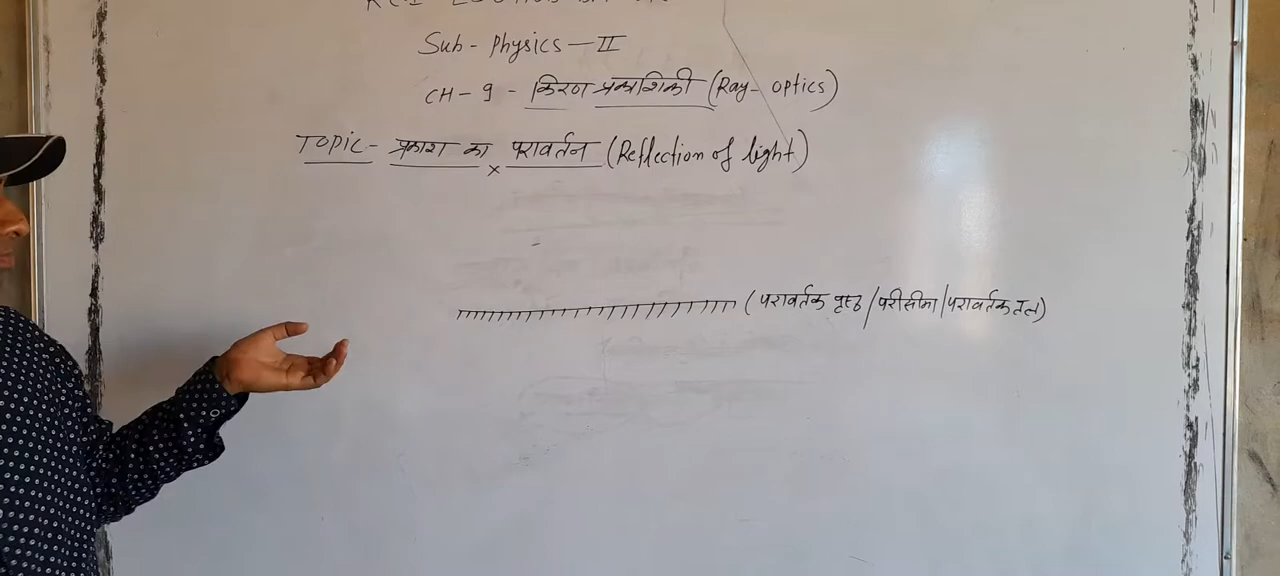 Sub - Physics - II
CH - 9 - किरण प्रकाशिकी (Ray - optics)
TOPIC - प्रकाश का परावर्तन (Reflection of light)
(परावर्तक पृष्ठ/परीसीमा/परावर्तक तल)